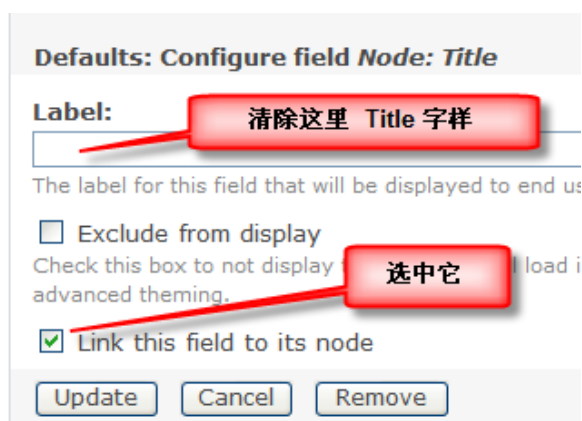 Defaults: Configure field Node: Title
Label:
清除这里 Title 字样
The label for this field that will be displayed to end us
Exclude from display
Check this box to not display load i
选中它
advanced theming.
Link this field to its node
Update Cancel Remove